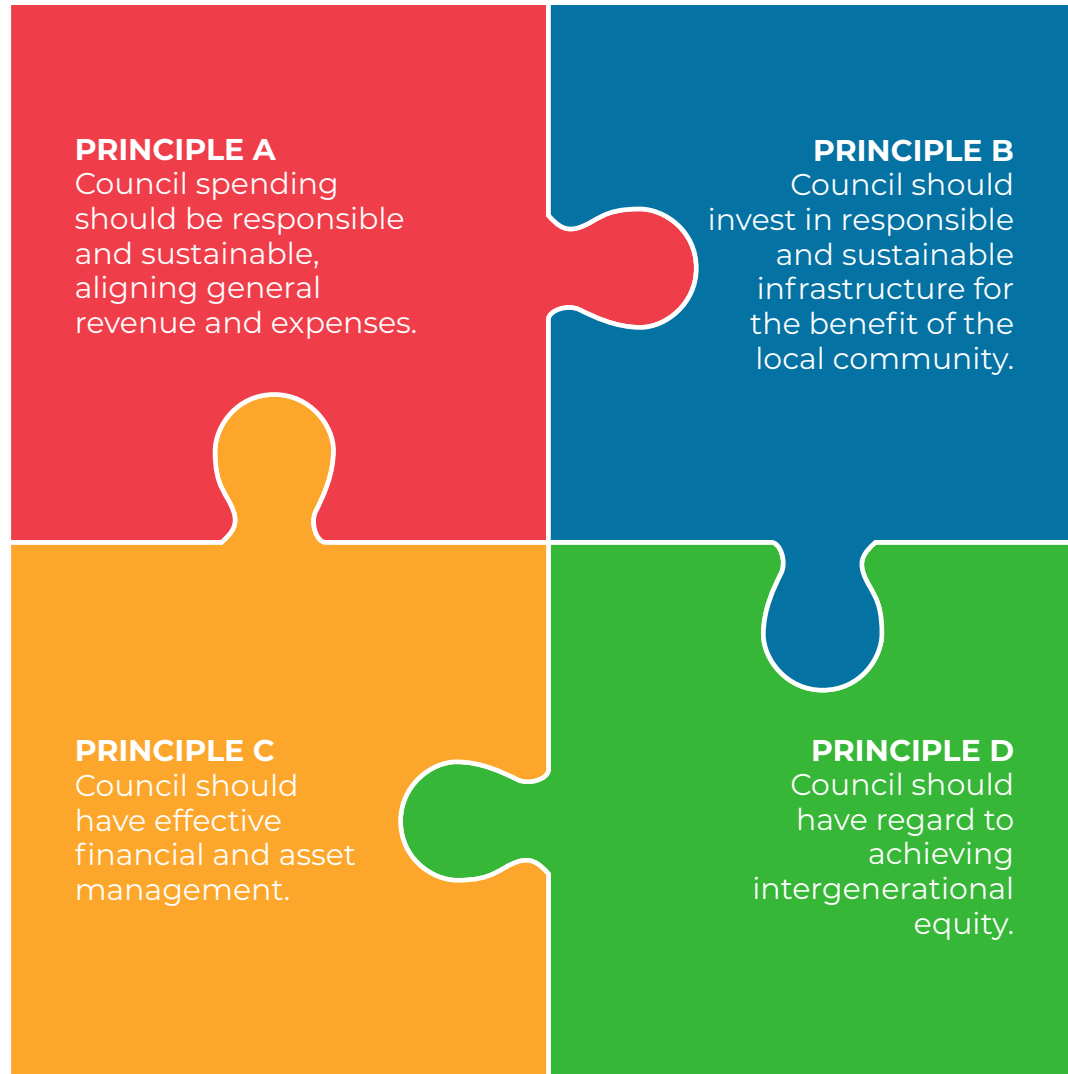 PRINCIPLE A
Council spending
should be responsible
and sustainable,
aligning general
revenue and expenses.
PRINCIPLE B
Council should
invest in responsible
and sustainable
infrastructure for
the benefit of the
local community.
PRINCIPLE C
Council should
have effective
financial and asset
management.
PRINCIPLE D
Council should
have regard to
achieving
intergenerational
equity.